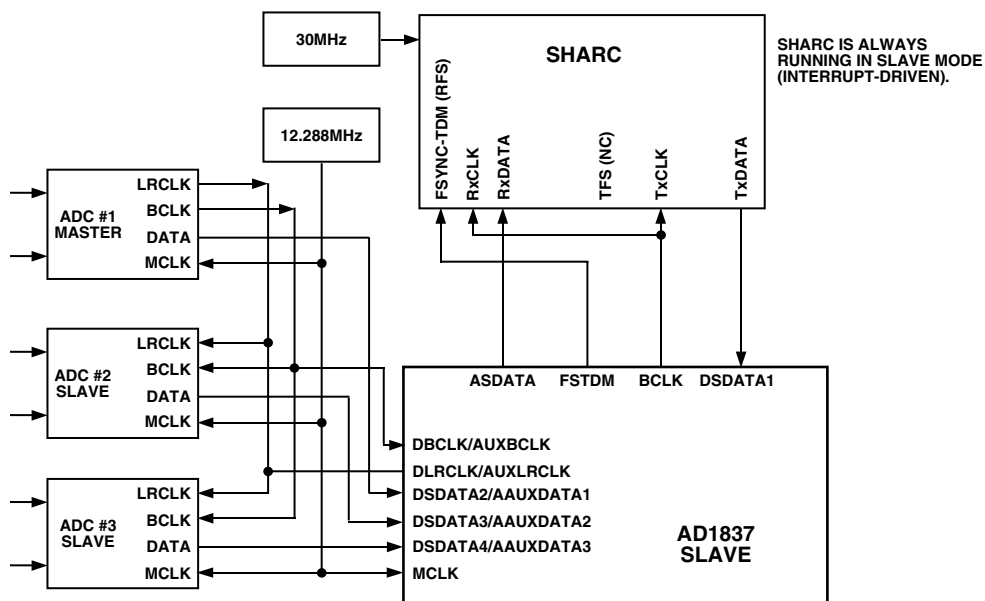 30MHz
SHARC
SHARC IS ALWAYS
RUNNING IN SLAVE MODE
(INTERRUPT-DRIVEN).
12.288MHz
FSYNC-TDM (RFS)
RxCLK
RxDATA
TFS (NC)
TxCLK
TxDATA
ADC #1
MASTER
LRCLK
BCLK
DATA
MCLK
ADC #2
SLAVE
LRCLK
BCLK
DATA
MCLK
ADC #3
SLAVE
LRCLK
BCLK
DATA
MCLK
ASDATA
FSTDM
BCLK
DSDATA1
DBCLK/AUXBCLK
DLRCLK/AUXLRCLK
DSDATA2/AAUXDATA1
DSDATA3/AAUXDATA2
DSDATA4/AAUXDATA3
MCLK
AD1837
SLAVE